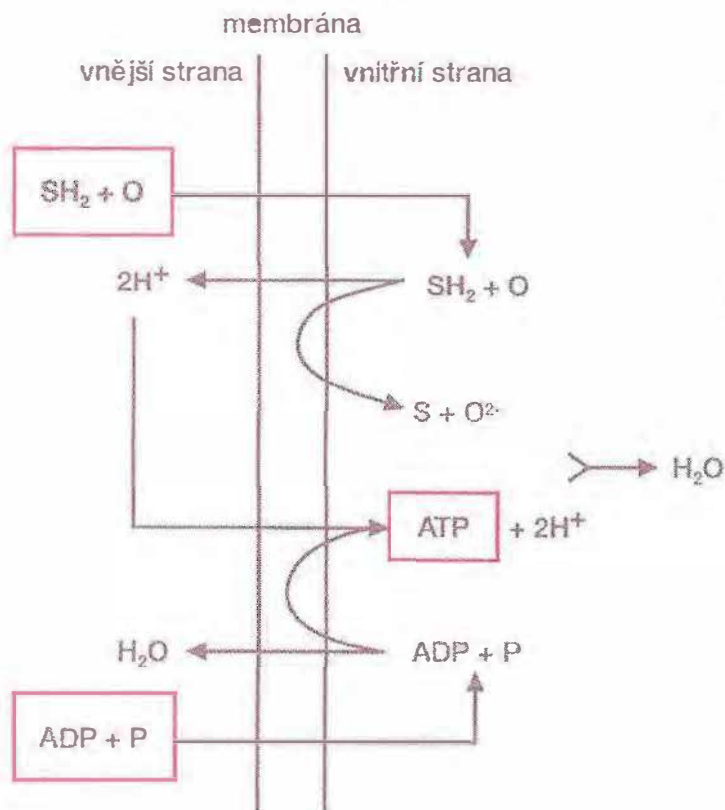 membrána
vnější strana
vnitřní strana
SH₂ + O
2H⁺
SH₂ + O
S + O²⁻
H₂O
ATP
+ 2H⁺
H₂O
ADP + P
ADP + P